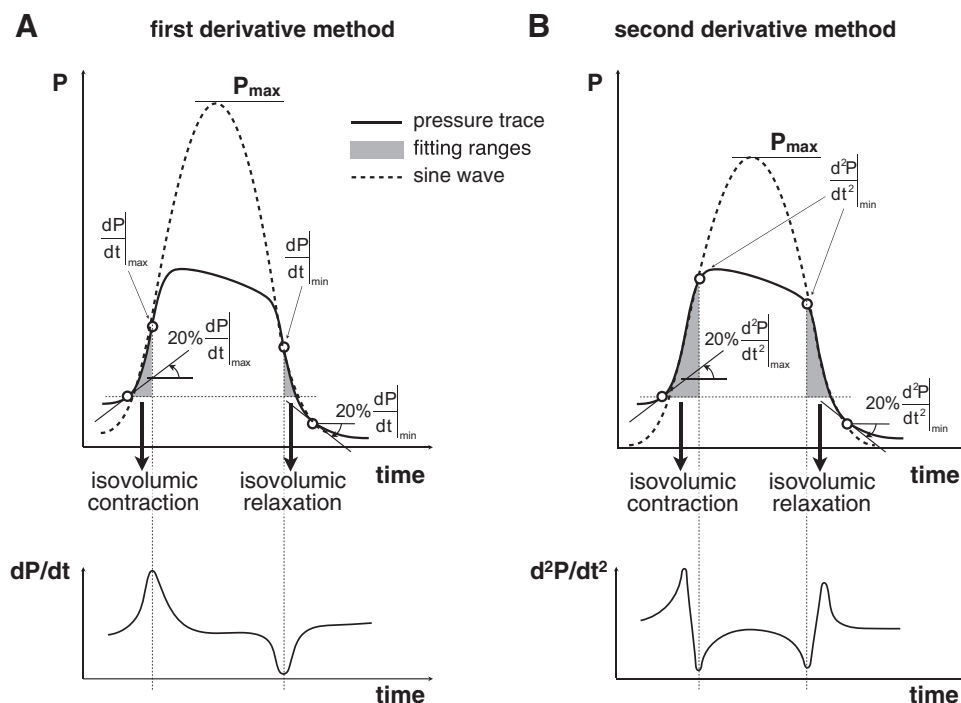 A first derivative method
P
Pmax
pressure trace
fitting ranges
sine wave
dP
dt|max
dP
dt|min
20% dP
dt|max
20% dP
dt|min
time
isovolumic
contraction
isovolumic
relaxation
dP/dt
time
B second derivative method
P
Pmax
d²P
dt²|min
20% d²P
dt²|max
20% d²P
dt²|min
time
isovolumic
contraction
isovolumic
relaxation
d²P/dt²
time